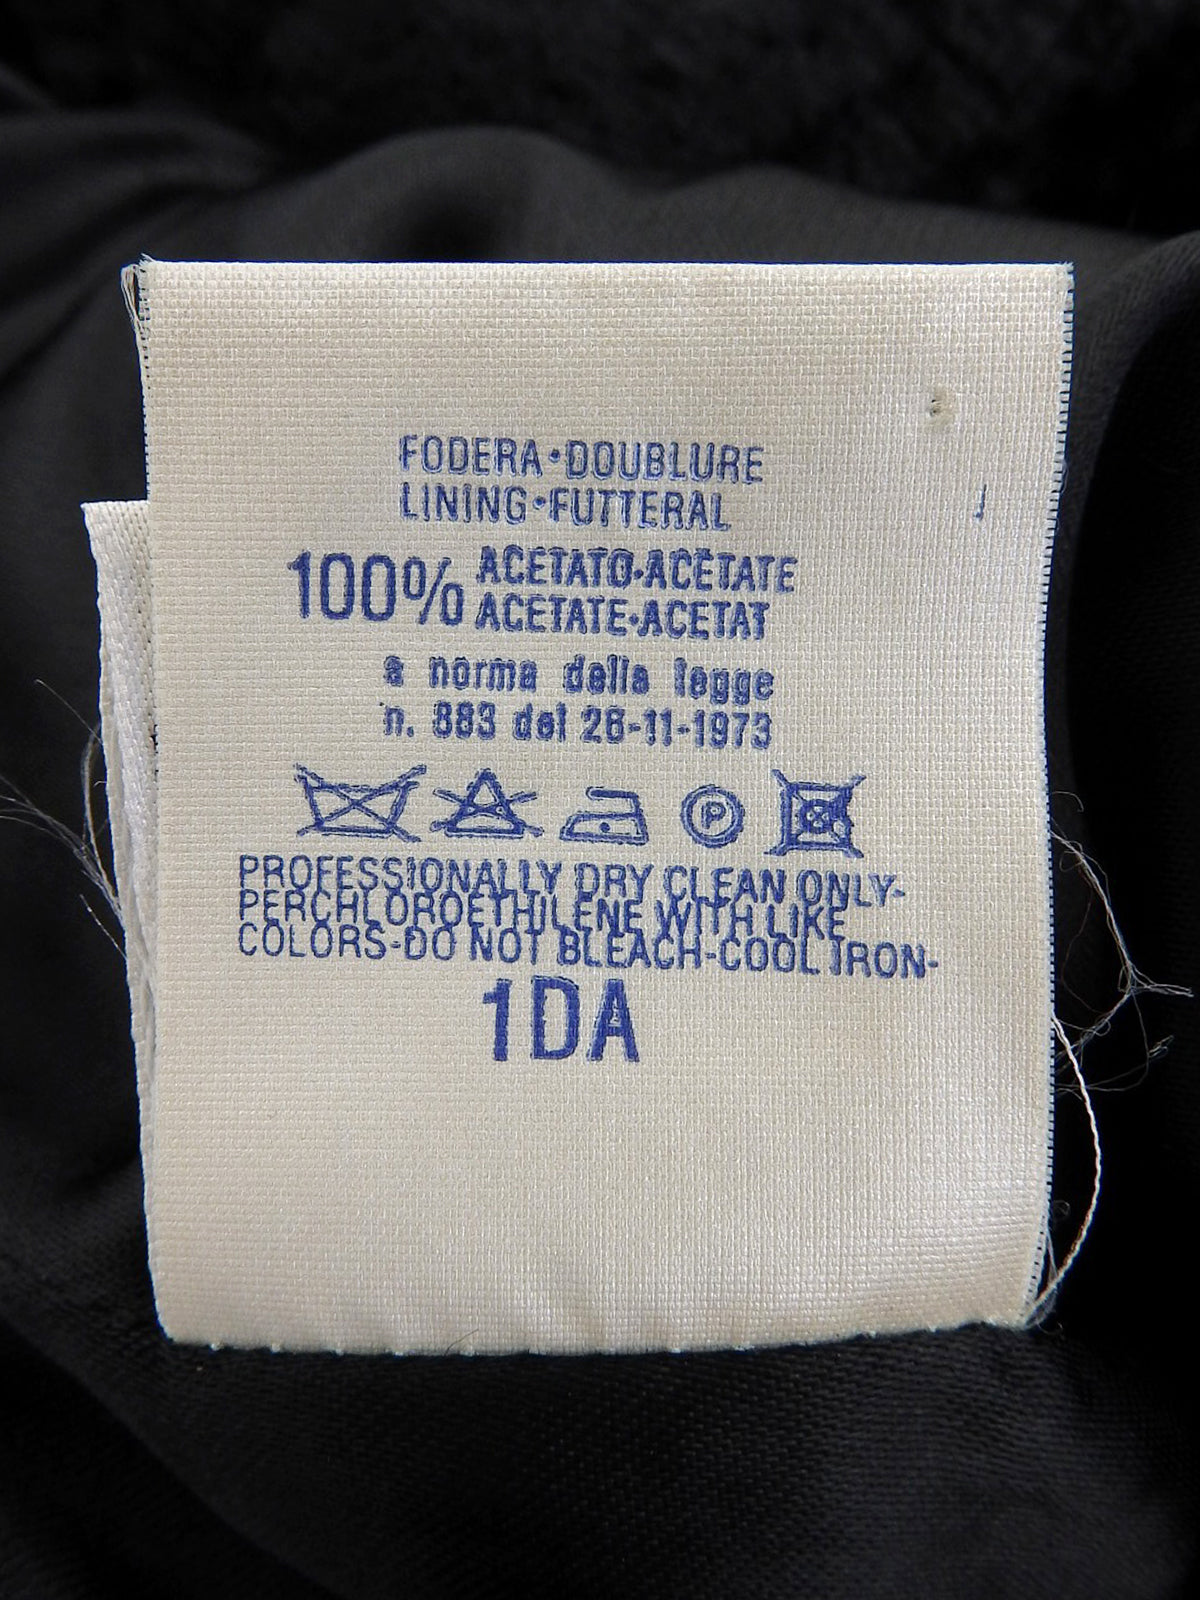 FODERA•DOUBLURE
LINING•FUTTERAL
100% ACETATO•ACETATE
ACETATE•ACETAT
a norma della legge
n. 883 del 26-11-1973
P
PROFESSIONALLY DRY CLEAN ONLY-
PERCHLOROETHILENE WITH LIKE
COLORS-DO NOT BLEACH-COOL IRON-
1DA